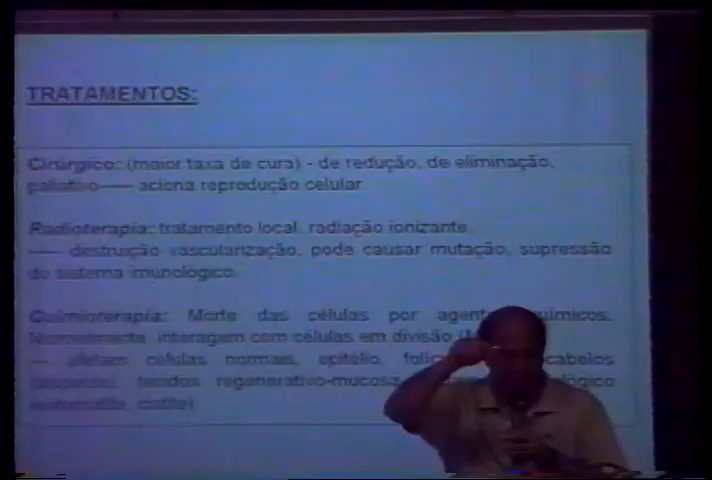 TRATAMENTOS:
Cirúrgico: (maior taxa de cura) - de redução, de eliminação,
paliativo—— aciona reprodução celular
Radioterapia: tratamento local, radiação ionizante.
—— destruição vascularização, pode causar mutação, supressão
do sistema imunológico.
Quimioterapia: Morte das células por agentes químicos.
Normalmente interagem com células em divisão
— afetam células normais, epitélio, cabelos
tecidos regenerativo-mucosa,
cistite)